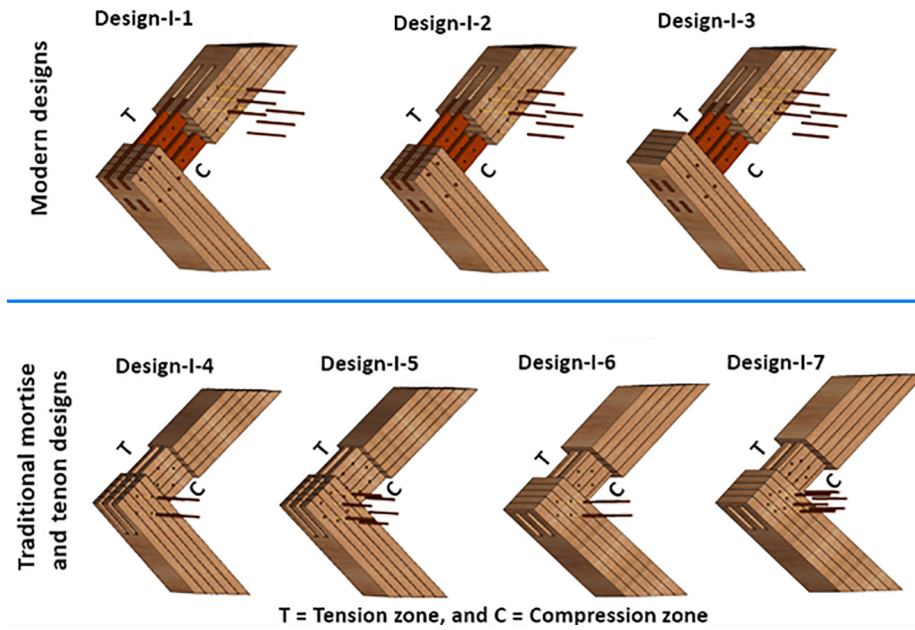 Design-I-1
Design-I-2
Design-I-3
Modern designs
T
C
T
C
T
C
Design-I-4
Design-I-5
Design-I-6
Design-I-7
Traditional mortise
and tenon designs
T
C
T
C
T
C
T
C
T = Tension zone, and C = Compression zone